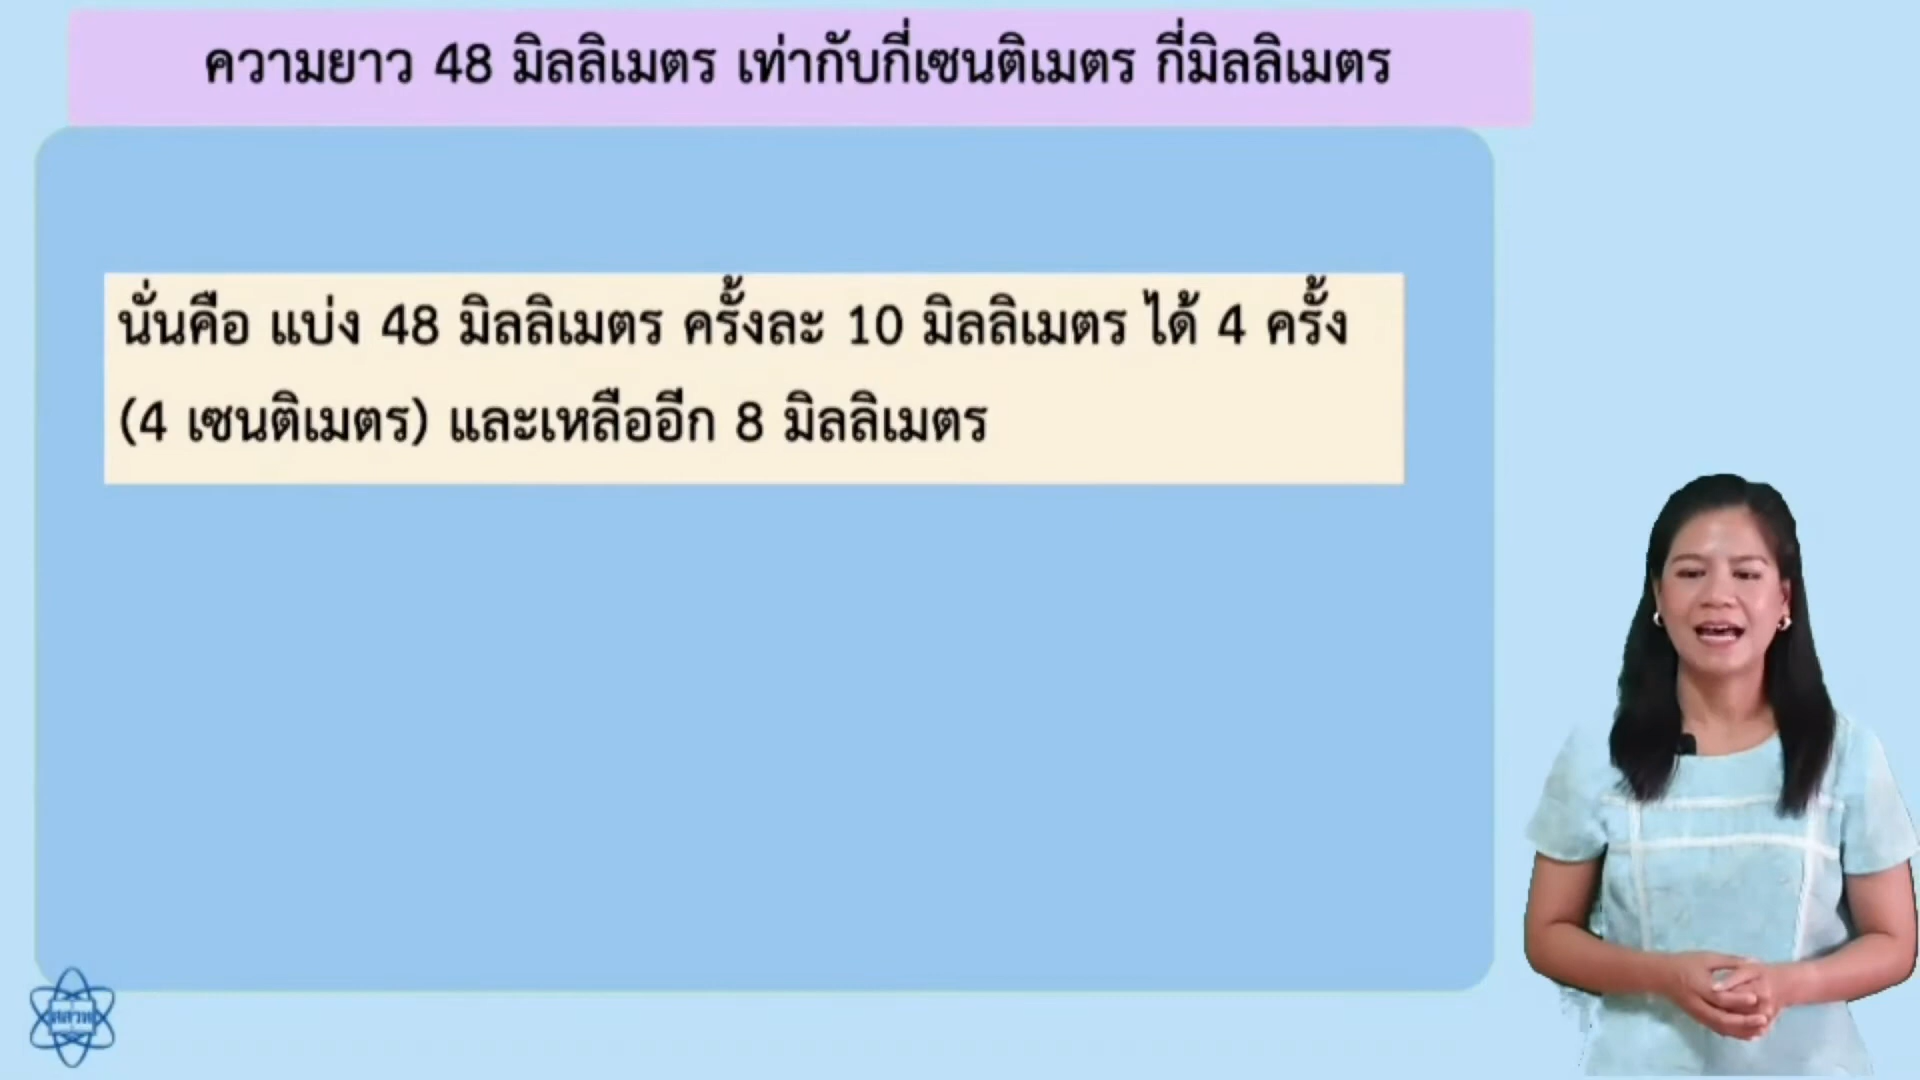 ความยาว 48 มิลลิเมตร เท่ากับกี่เซนติเมตร กี่มิลลิเมตร
นั่นคือ แบ่ง 48 มิลลิเมตร ครั้งละ 10 มิลลิเมตร ได้ 4 ครั้ง
(4 เซนติเมตร) และเหลืออีก 8 มิลลิเมตร
สสวท